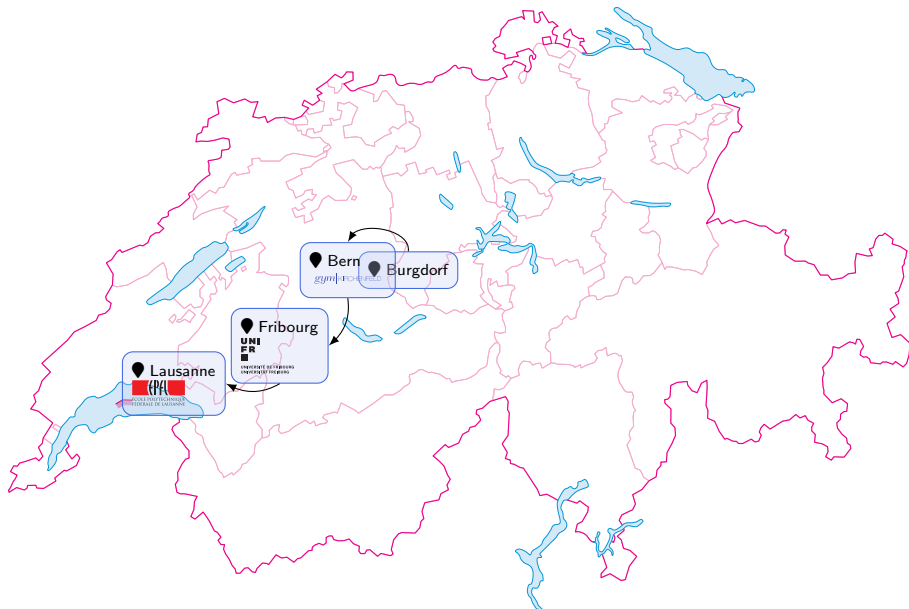 Bern
gym|KIRCHENFELD
Burgdorf
Fribourg
UNI
FR
UNIVERSITÉ DE FRIBOURG
UNIVERSITÄT FREIBURG
Lausanne
EPFL
ÉCOLE POLYTECHNIQUE
FÉDÉRALE DE LAUSANNE